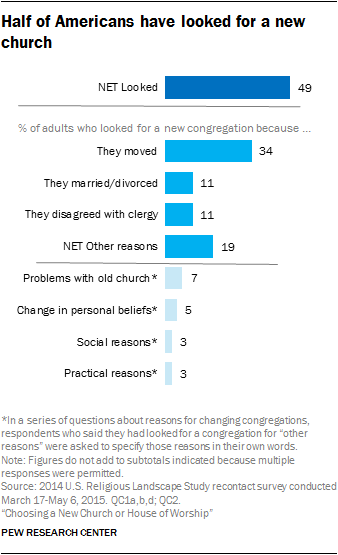 Half of Americans have looked for a new
church
NET Looked 49
% of adults who looked for a new congregation because ...
They moved 34
They married/divorced 11
They disagreed with clergy 11
NET Other reasons 19
Problems with old church* 7
Change in personal beliefs* 5
Social reasons* 3
Practical reasons* 3
*In a series of questions about reasons for changing congregations,
respondents who said they had looked for a congregation for “other
reasons” were asked to specify those reasons in their own words.
Note: Figures do not add to subtotals indicated because multiple
responses were permitted.
Source: 2014 U.S. Religious Landscape Study recontact survey conducted
March 17-May 6, 2015. QC1a,b,d; QC2.
“Choosing a New Church or House of Worship”
PEW RESEARCH CENTER